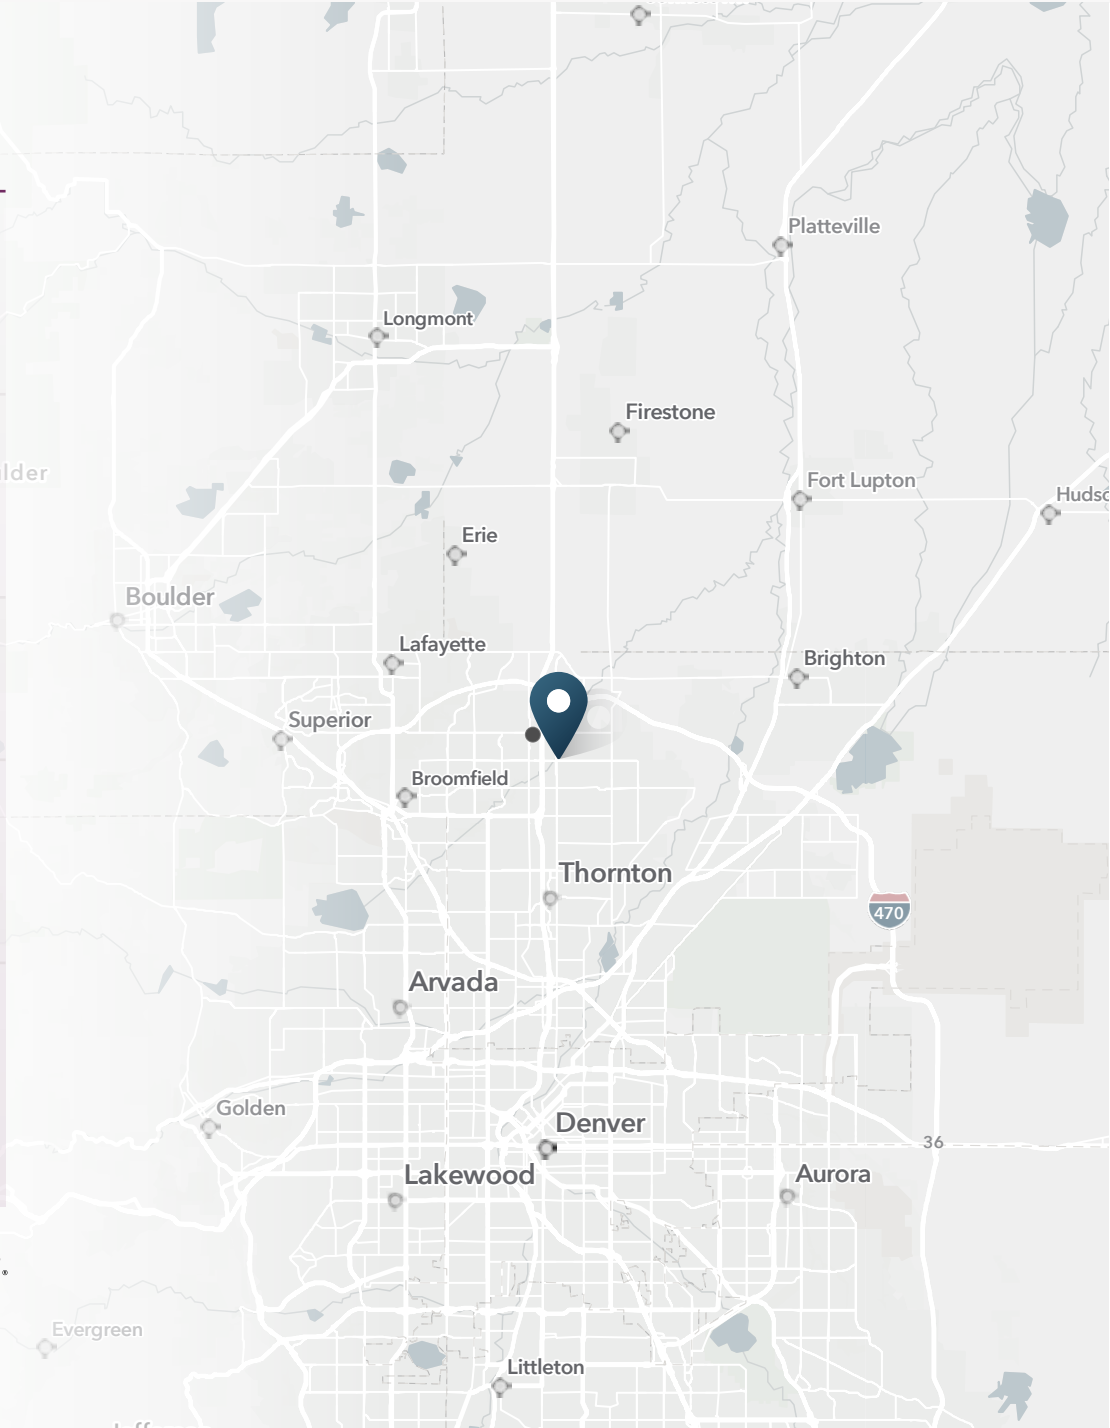 Platteville
Longmont
Firestone
lder
Fort Lupton
Hudso
Erie
Boulder
Lafayette
Brighton
Superior
Broomfield
Thornton
470
Arvada
Golden
Denver
36
Lakewood
Aurora
®
Evergreen
Littleton